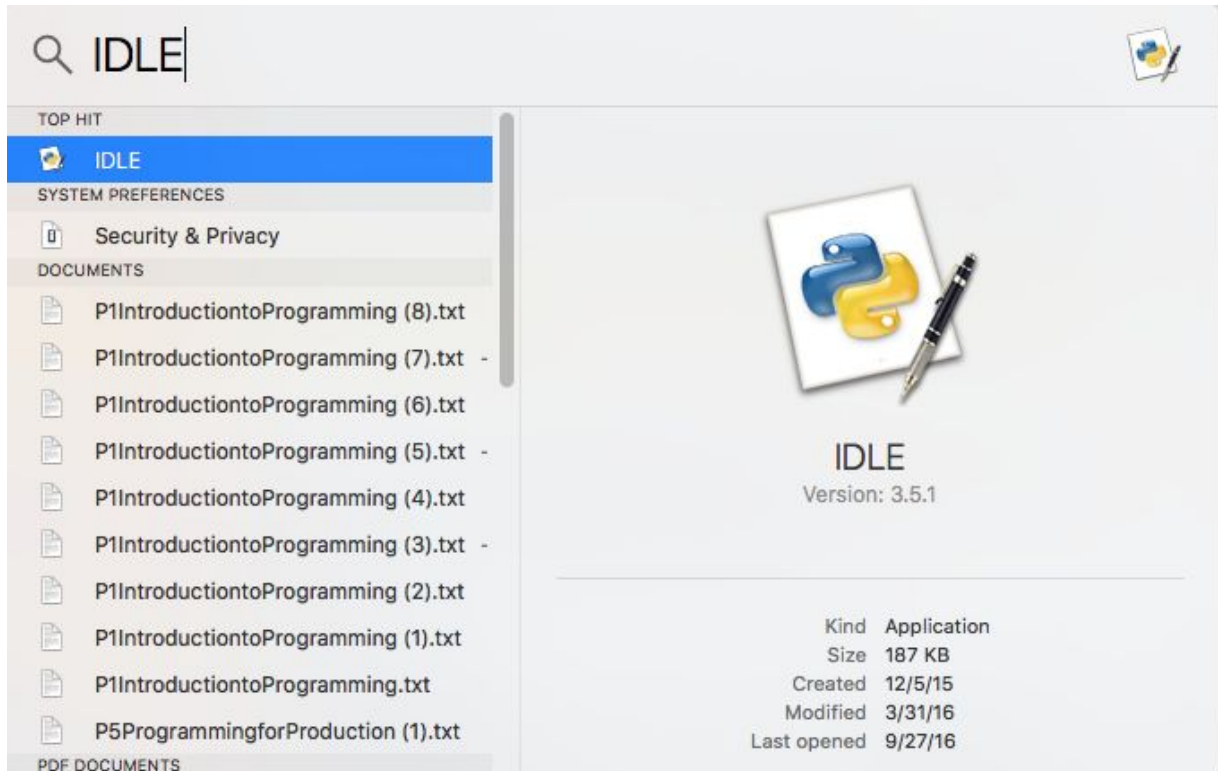 IDLE
TOP HIT
IDLE
SYSTEM PREFERENCES
Security & Privacy
DOCUMENTS
P1IntroductiontoProgramming (8).txt
P1IntroductiontoProgramming (7).txt -
P1IntroductiontoProgramming (6).txt
P1IntroductiontoProgramming (5).txt -
P1IntroductiontoProgramming (4).txt
P1IntroductiontoProgramming (3).txt -
P1IntroductiontoProgramming (2).txt
P1IntroductiontoProgramming (1).txt
P1IntroductiontoProgramming.txt
P5ProgrammingforProduction (1).txt
PDF DOCUMENTS
IDLE
Version: 3.5.1
Kind Application
Size 187 KB
Created 12/5/15
Modified 3/31/16
Last opened 9/27/16